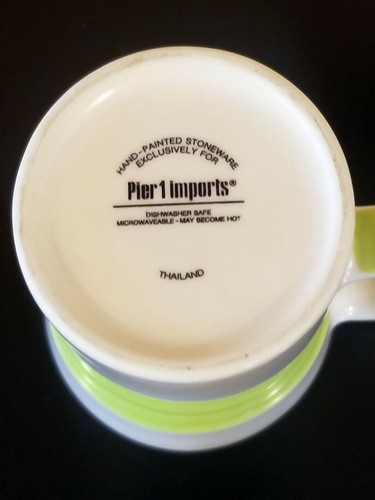 HAND-PAINTED STONEWARE
EXCLUSIVELY FOR
Pier 1 imports®
DISHWASHER SAFE
MICROWAVEABLE - MAY BECOME HOT
THAILAND